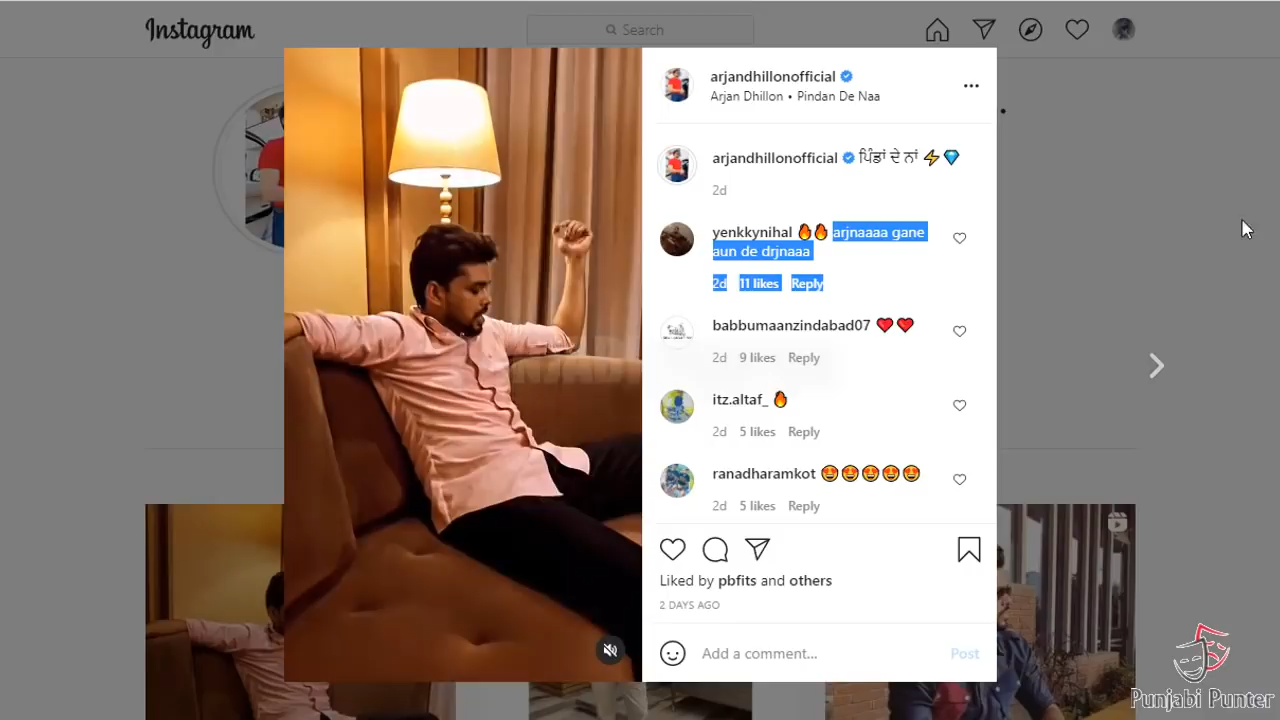 Instagram
Search
arjandhillonofficial
Arjan Dhillon • Pindan De Naa
arjandhillonofficial ਪਿੰਡਾਂ ਦੇ ਨਾਂ ⚡💎
2d
yenkkynihal 🔥🔥 arjnaaaa gane
aun de drjnaaa
2d 11 likes Reply
babbumaanzindabad07 ❤️❤️
2d 9 likes Reply
itz.altaf_ 🔥
2d 5 likes Reply
ranadharamkot 😍😍😍😍😍
2d 5 likes Reply
Liked by pbfits and others
2 DAYS AGO
Add a comment...
Post
Punjabi Punter